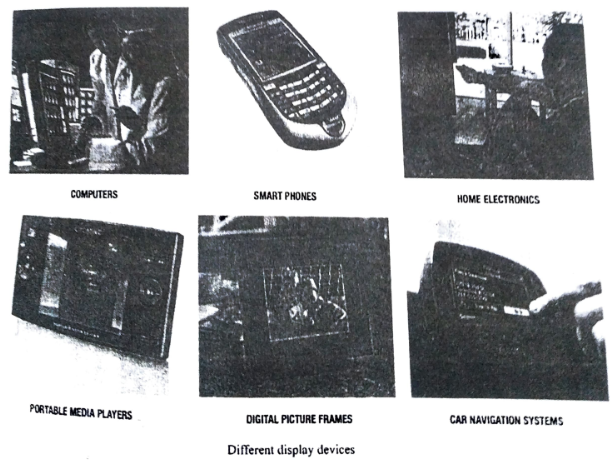 COMPUTERS
SMART PHONES
HOME ELECTRONICS
PORTABLE MEDIA PLAYERS
DIGITAL PICTURE FRAMES
CAR NAVIGATION SYSTEMS
Different display devices